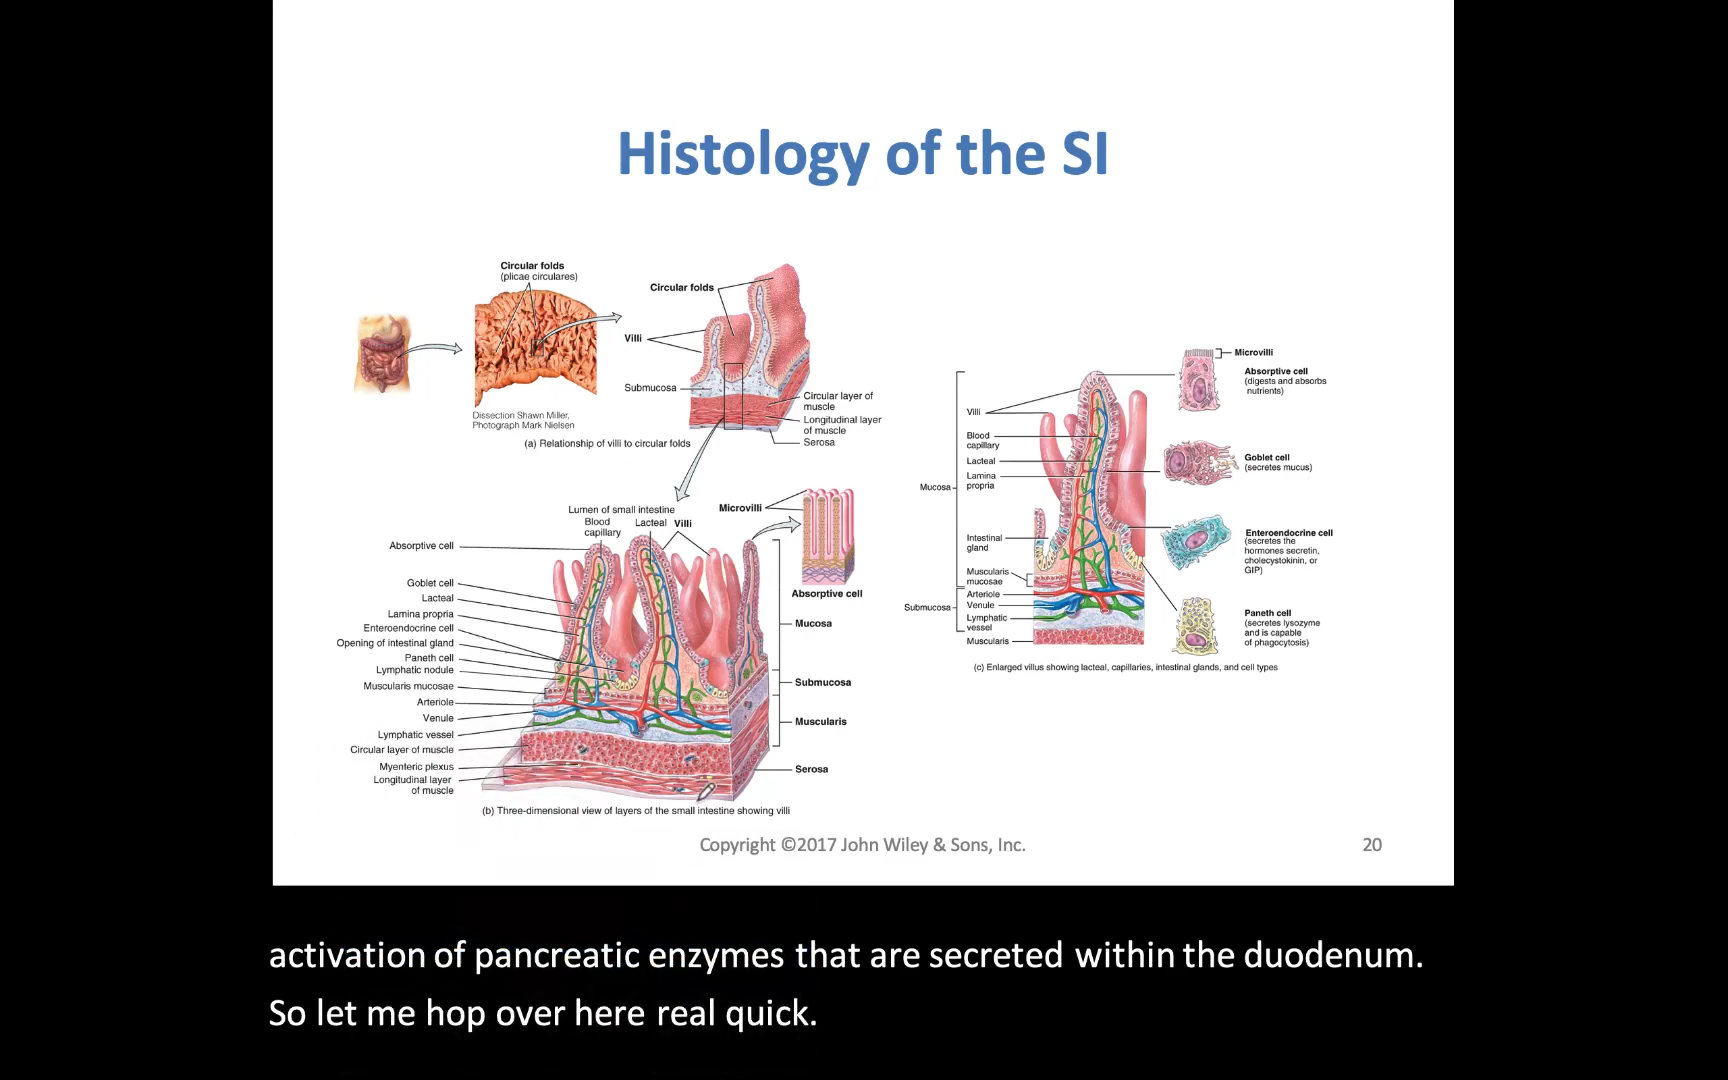 Histology of the SI
Circular folds
(plicae circulares)
Circular folds
Villi
Submucosa
Circular layer of
muscle
Longitudinal layer
of muscle
Serosa
Dissection Shawn Miller,
Photograph Mark Nielsen
(a) Relationship of villi to circular folds
Lumen of small intestine
Blood
capillary
Lacteal
Villi
Microvilli
Absorptive cell
Absorptive cell
Goblet cell
Lacteal
Lamina propria
Enteroendocrine cell
Opening of intestinal gland
Paneth cell
Lymphatic nodule
Muscularis mucosae
Arteriole
Venule
Lymphatic vessel
Circular layer of muscle
Myenteric plexus
Longitudinal layer
of muscle
Mucosa
Submucosa
Muscularis
Serosa
(b) Three-dimensional view of layers of the small intestine showing villi
Villi
Blood
capillary
Lacteal
Lamina
propria
Mucosa
Intestinal
gland
Muscularis
mucosae
Arteriole
Submucosa
Venule
Lymphatic
vessel
Muscularis
Microvilli
Absorptive cell
(digests and absorbs
nutrients)
Goblet cell
(secretes mucus)
Enteroendocrine cell
(secretes the
hormones secretin,
cholecystokinin, or
GIP)
Paneth cell
(secretes lysozyme
and is capable
of phagocytosis)
(c) Enlarged villus showing lacteal, capillaries, intestinal glands, and cell types
Copyright ©2017 John Wiley & Sons, Inc.
20
activation of pancreatic enzymes that are secreted within the duodenum.
So let me hop over here real quick.